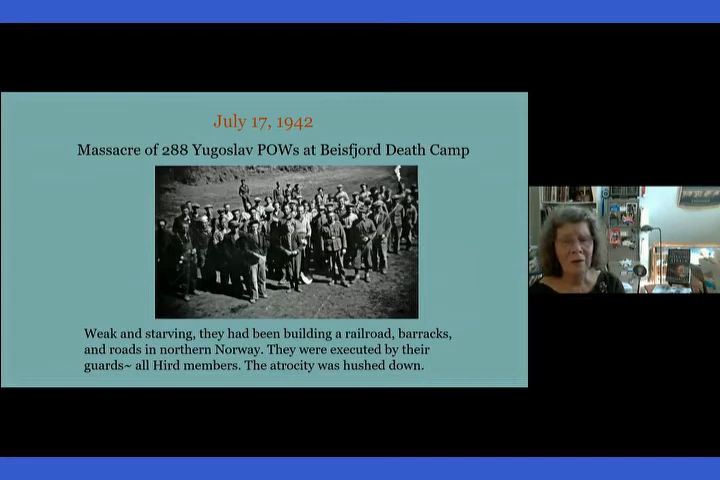 July 17, 1942
Massacre of 288 Yugoslav POWs at Beisfjord Death Camp
Weak and starving, they had been building a railroad, barracks,
and roads in northern Norway. They were executed by their
guards~ all Hird members. The atrocity was hushed down.